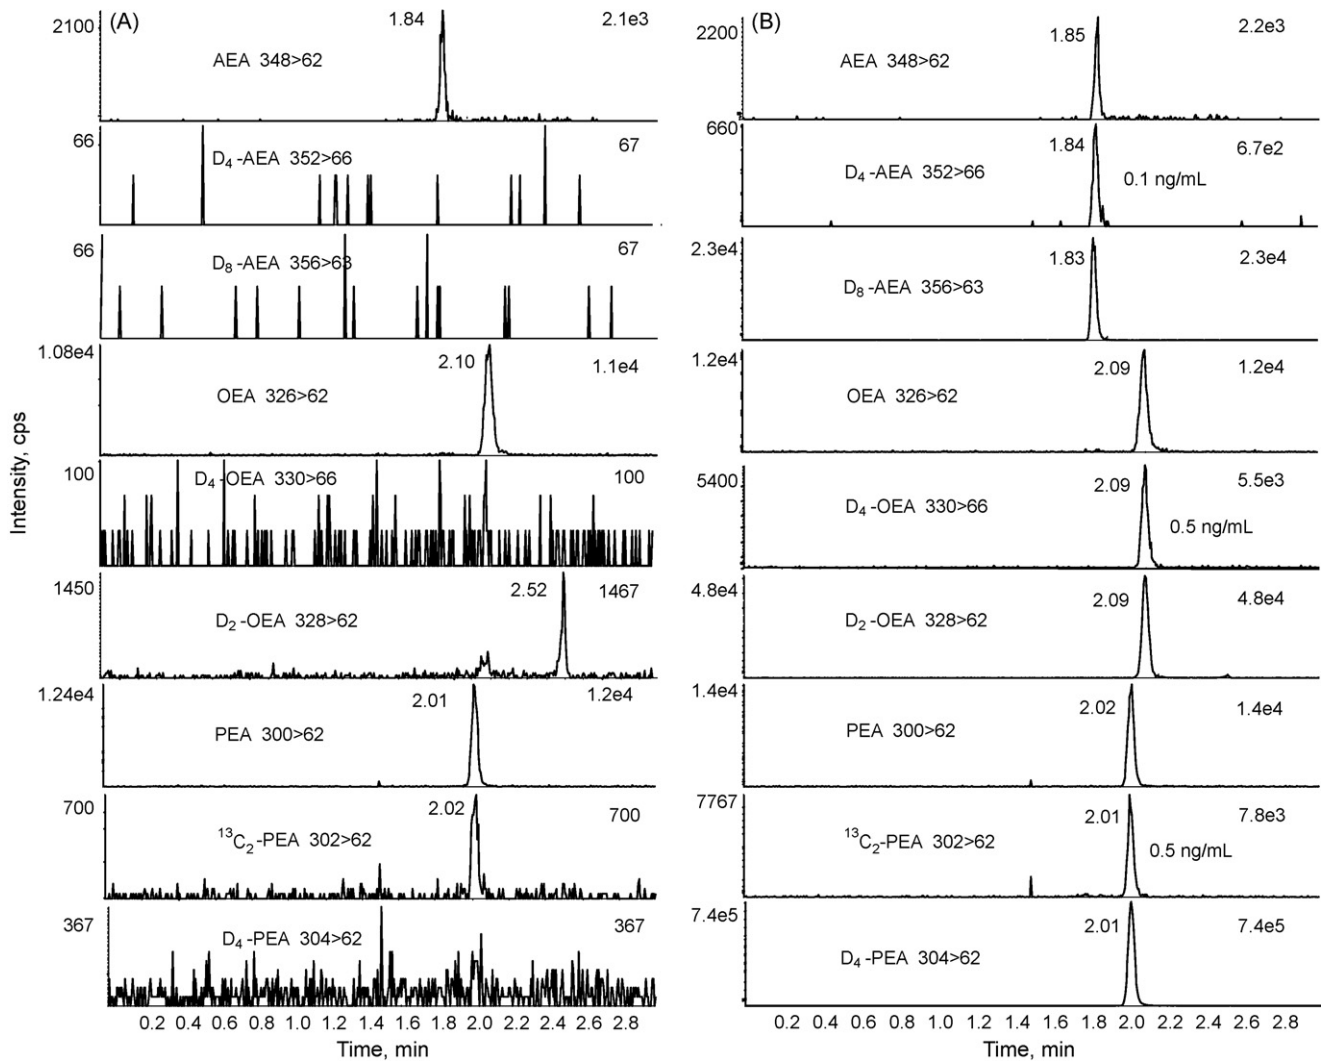 (A)
2100
1.84
2.1e3
AEA 348>62
66
D₄-AEA 352>66
67
66
D₈-AEA 356>63
67
1.08e4
2.10
1.1e4
OEA 326>62
100
D₄-OEA 330>66
100
1450
2.52
1467
D₂-OEA 328>62
1.24e4
2.01
1.2e4
PEA 300>62
700
2.02
700
¹³C₂-PEA 302>62
367
D₄-PEA 304>62
367
Intensity, cps
0.2 0.4 0.6 0.8 1.0 1.2 1.4 1.6 1.8 2.0 2.2 2.4 2.6 2.8
Time, min
(B)
2200
1.85
2.2e3
AEA 348>62
660
1.84
6.7e2
D₄-AEA 352>66
0.1 ng/mL
2.3e4
1.83
2.3e4
D₈-AEA 356>63
1.2e4
2.09
1.2e4
OEA 326>62
5400
2.09
5.5e3
D₄-OEA 330>66
0.5 ng/mL
4.8e4
2.09
4.8e4
D₂-OEA 328>62
1.4e4
2.02
1.4e4
PEA 300>62
7767
2.01
7.8e3
¹³C₂-PEA 302>62
0.5 ng/mL
7.4e5
2.01
7.4e5
D₄-PEA 304>62
0.2 0.4 0.6 0.8 1.0 1.2 1.4 1.6 1.8 2.0 2.2 2.4 2.6 2.8
Time, min